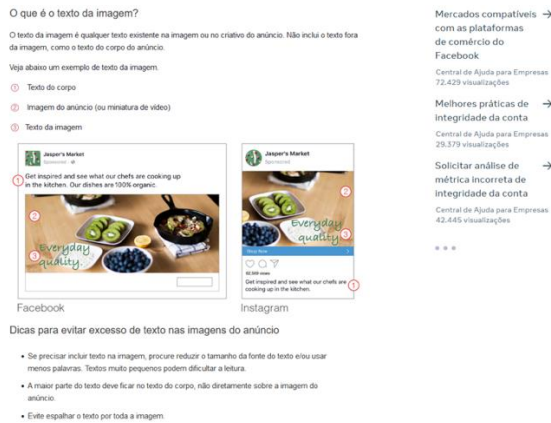 O que é o texto da imagem?
O texto da imagem é qualquer texto existente na imagem ou no criativo do anúncio. Não inclui o texto fora
da imagem, como o texto do corpo do anúncio.
Veja abaixo um exemplo de texto da imagem.
1 Texto do corpo
2 Imagem do anúncio (ou miniatura de vídeo)
3 Texto da imagem
Jasper's Market
Sponsored
1 Get inspired and see what our chefs are cooking up
in the kitchen. Our dishes are 100% organic.
2
3 Everyday
quality.
Facebook
Jasper's Market
Sponsored
2
Everyday
quality. 3
Get inspired and see what our chefs are
cooking up in the kitchen. 1
Instagram
Dicas para evitar excesso de texto nas imagens do anúncio
• Se precisar incluir texto na imagem, procure reduzir o tamanho da fonte do texto e/ou usar
menos palavras. Textos muito pequenos podem dificultar a leitura.
• A maior parte do texto deve ficar no texto do corpo, não diretamente sobre a imagem do
anúncio.
• Evite espalhar o texto por toda a imagem.
Mercados compatíveis →
com as plataformas
de comércio do
Facebook
Central de Ajuda para Empresas
72.429 visualizações
Melhores práticas de →
integridade da conta
Central de Ajuda para Empresas
29.379 visualizações
Solicitar análise de →
métrica incorreta de
integridade da conta
Central de Ajuda para Empresas
42.445 visualizações